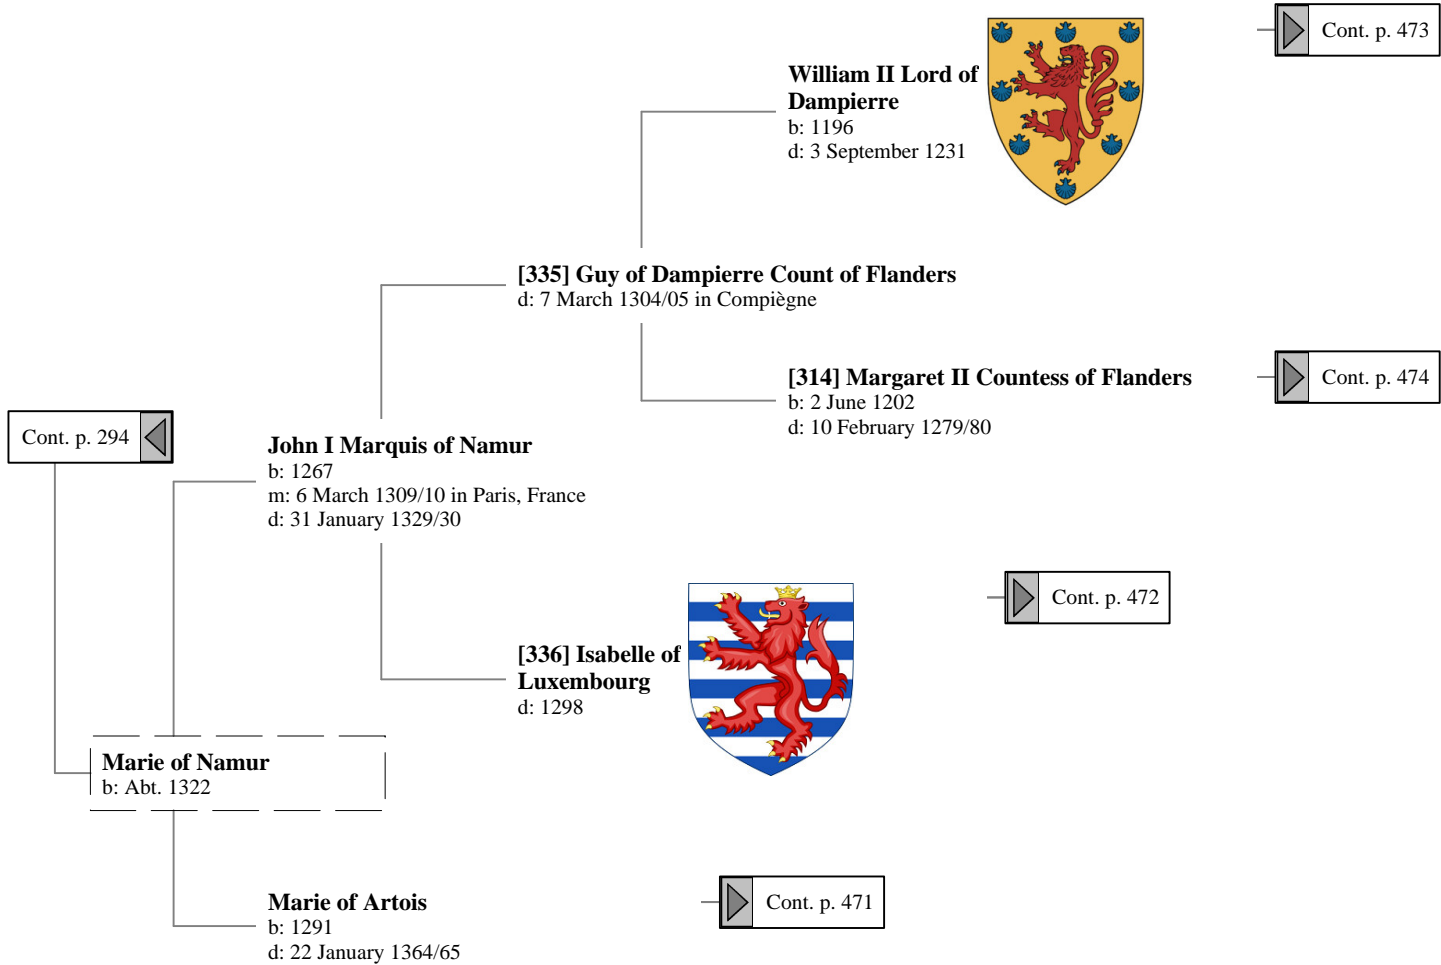 Cont. p. 473
William II Lord of
Dampierre
b: 1196
d: 3 September 1231
[335] Guy of Dampierre Count of Flanders
d: 7 March 1304/05 in Compiègne
[314] Margaret II Countess of Flanders
b: 2 June 1202
d: 10 February 1279/80
Cont. p. 474
Cont. p. 294
John I Marquis of Namur
b: 1267
m: 6 March 1309/10 in Paris, France
d: 31 January 1329/30
Cont. p. 472
[336] Isabelle of
Luxembourg
d: 1298
Marie of Namur
b: Abt. 1322
Marie of Artois
b: 1291
d: 22 January 1364/65
Cont. p. 471